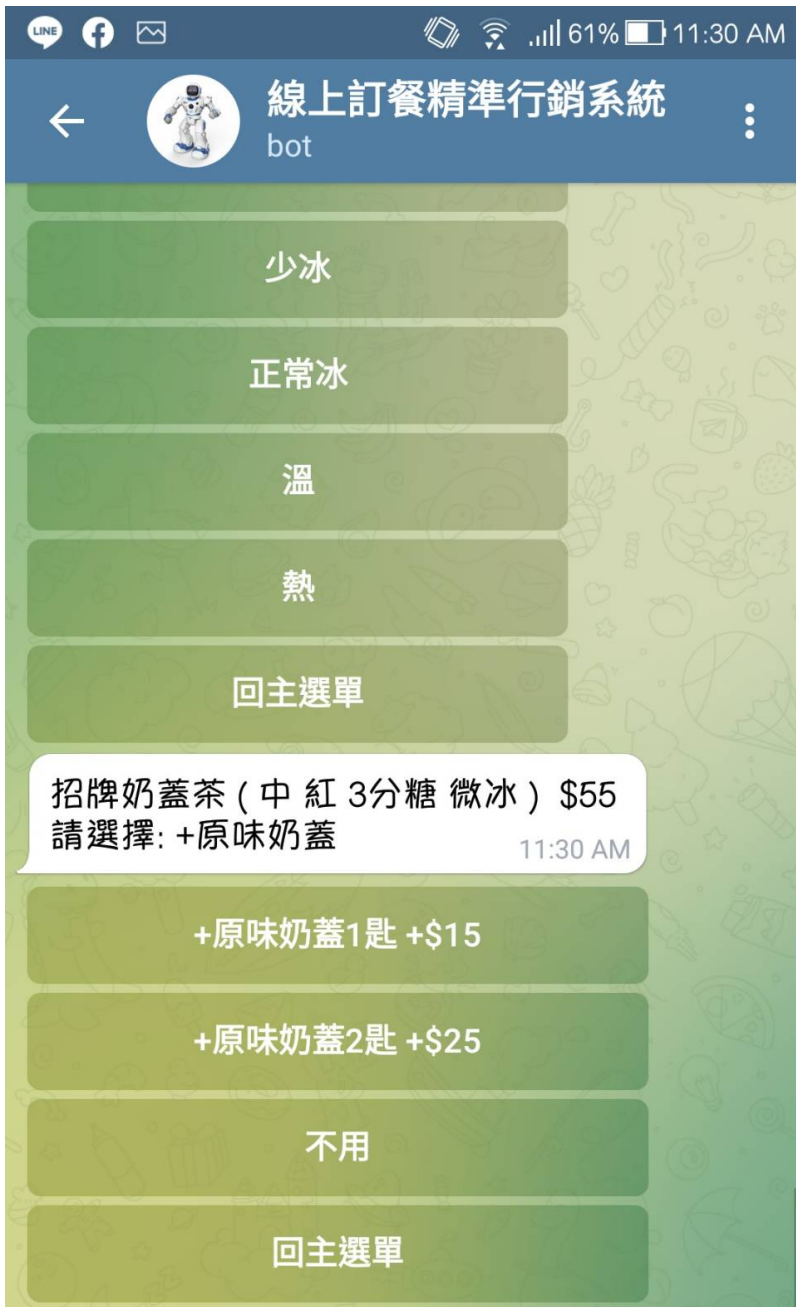 LINE
61% 11:30 AM
線上訂餐精準行銷系統
bot
少冰
正常冰
溫
熱
回主選單
招牌奶蓋茶 ( 中 紅 3分糖 微冰 ) $55
請選擇: +原味奶蓋
11:30 AM
+原味奶蓋1匙 +$15
+原味奶蓋2匙 +$25
不用
回主選單